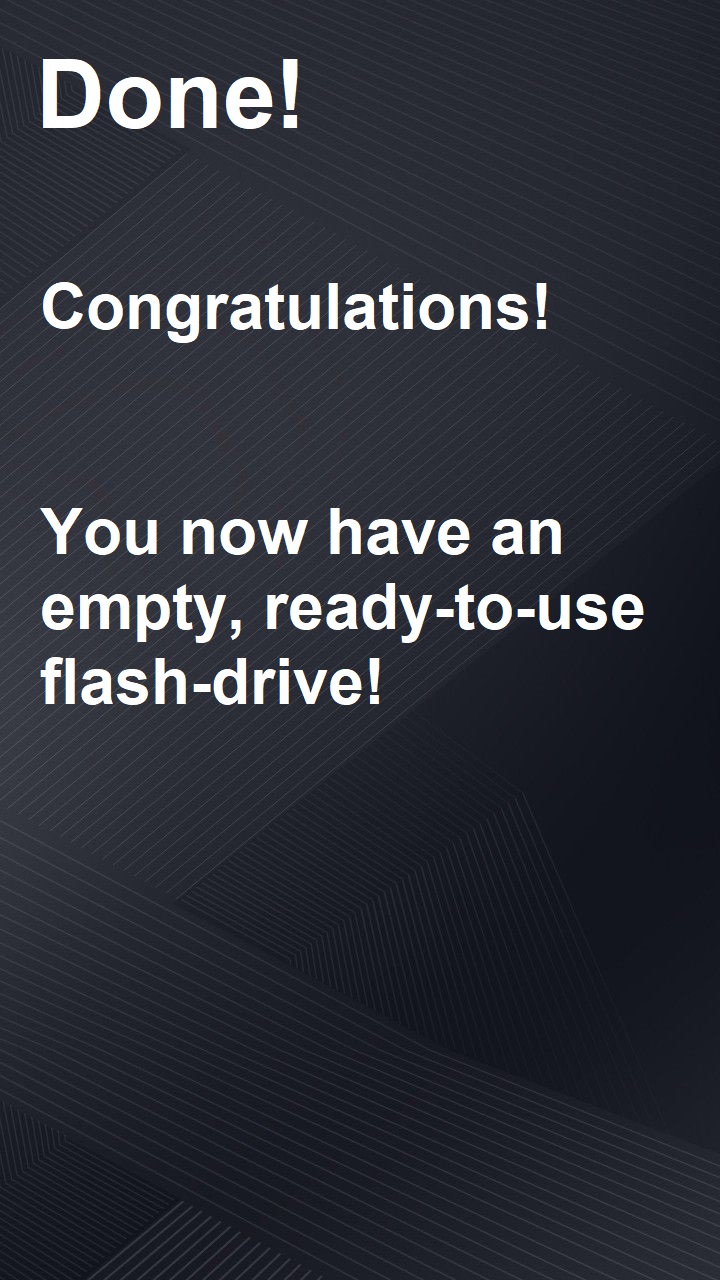 Done!
Congratulations!
You now have an
empty, ready-to-use
flash-drive!